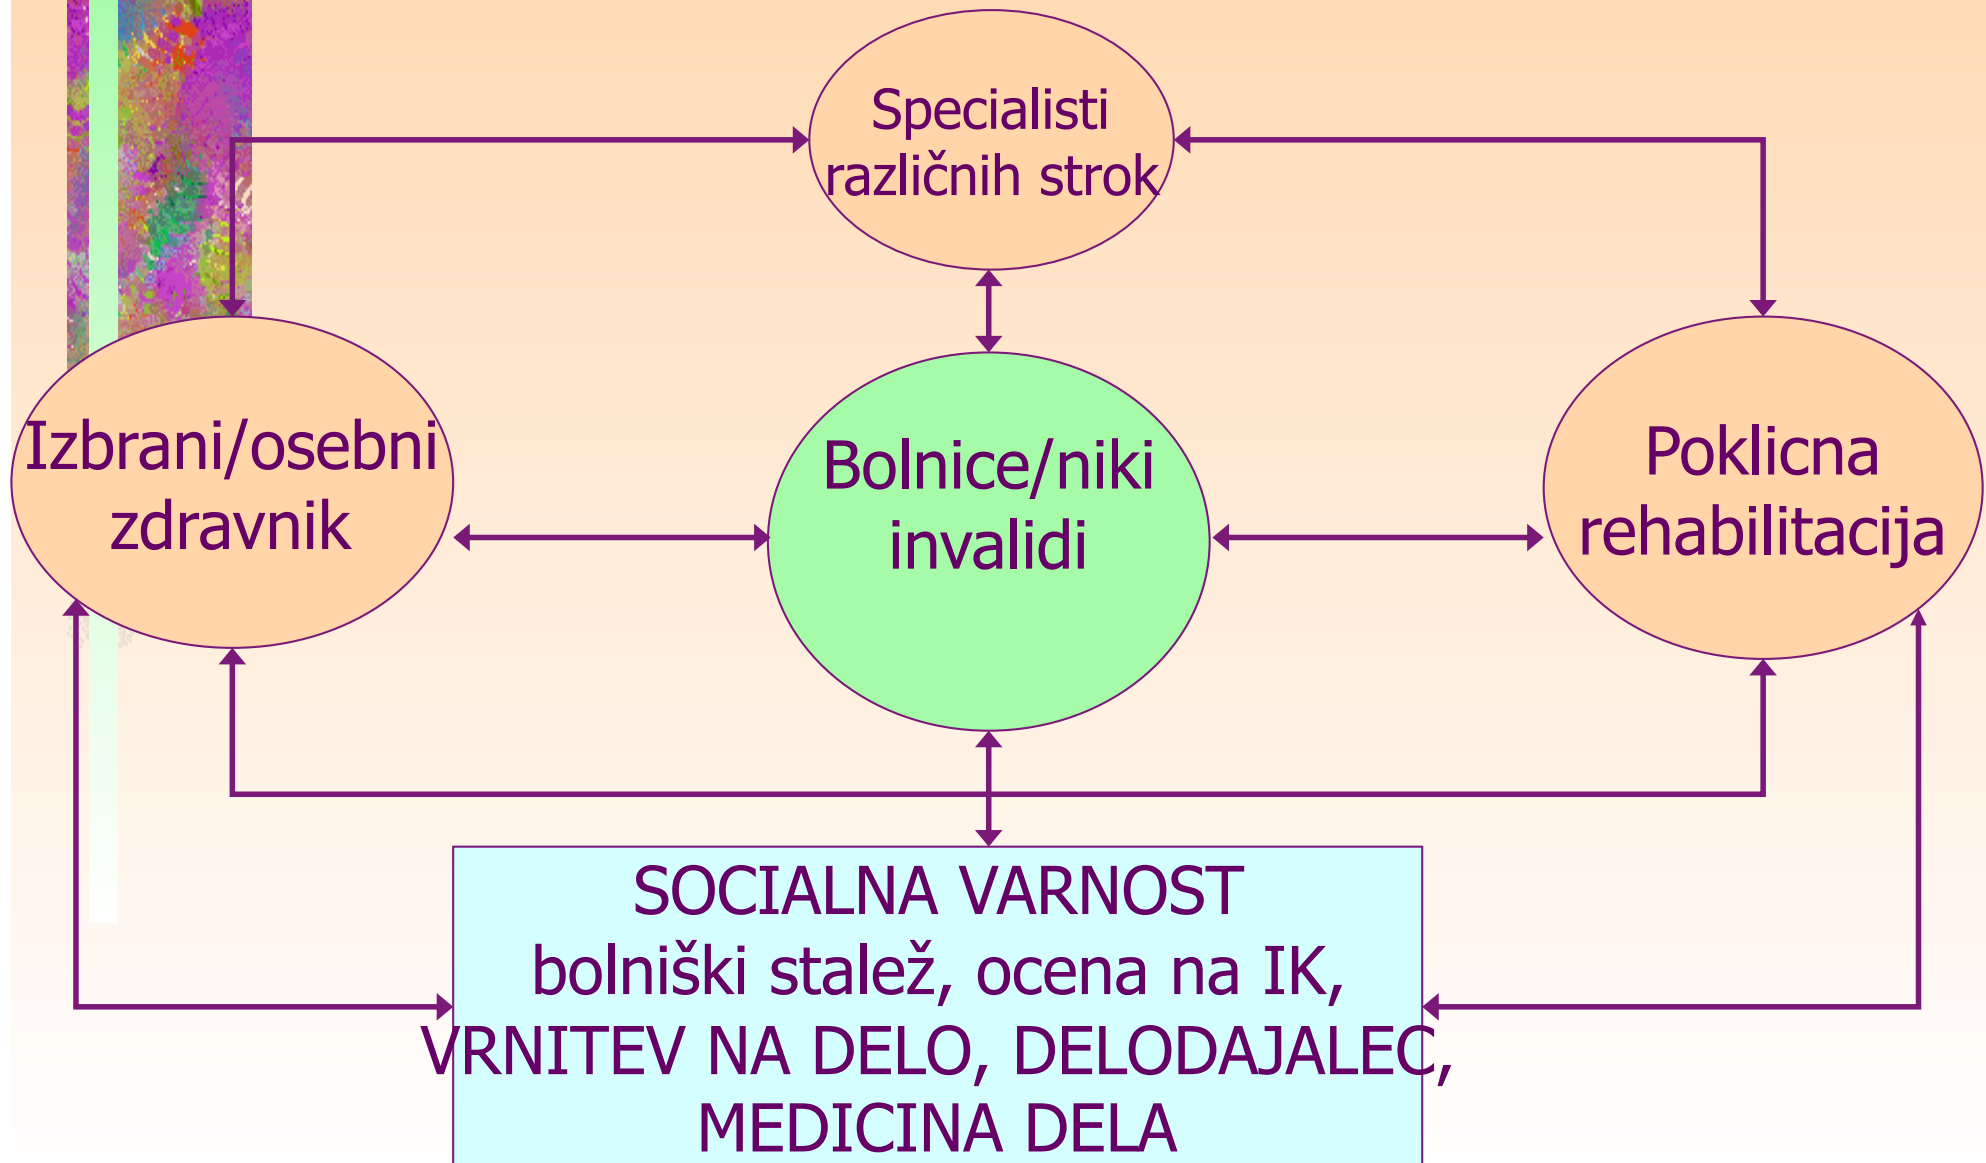 Specialisti
različnih strok
Izbrani/osebni
zdravnik
Bolnice/niki
invalidi
Poklicna
rehabilitacija
SOCIALNA VARNOST
bolniški stalež, ocena na IK,
VRNITEV NA DELO, DELODAJALEC,
MEDICINA DELA